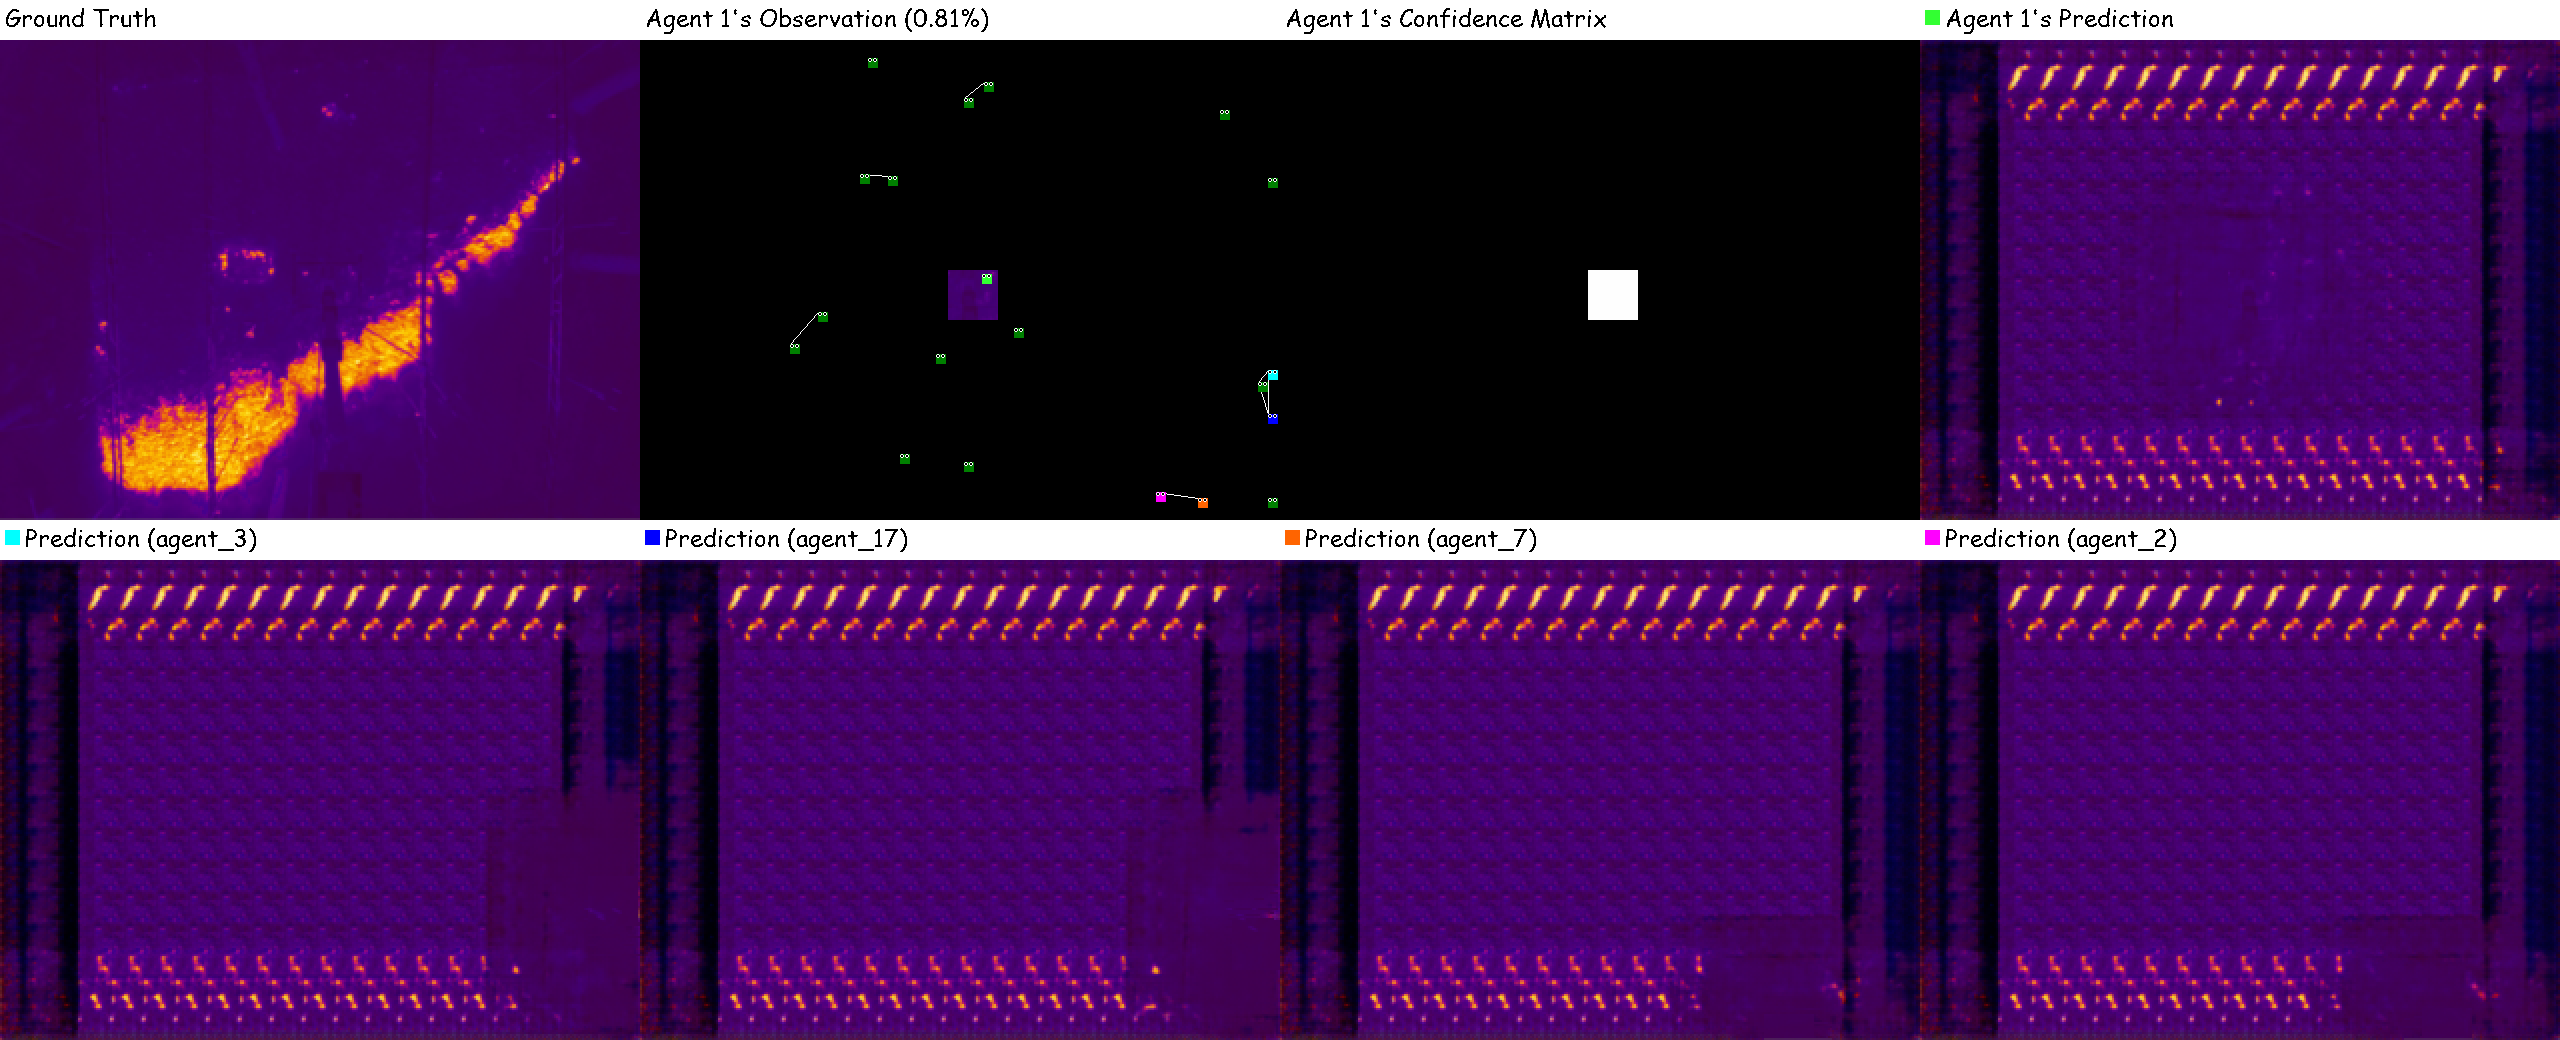 Ground Truth
Agent 1's Observation (0.81%)
Agent 1's Confidence Matrix
Agent 1's Prediction
Prediction (agent_3)
Prediction (agent_17)
Prediction (agent_7)
Prediction (agent_2)